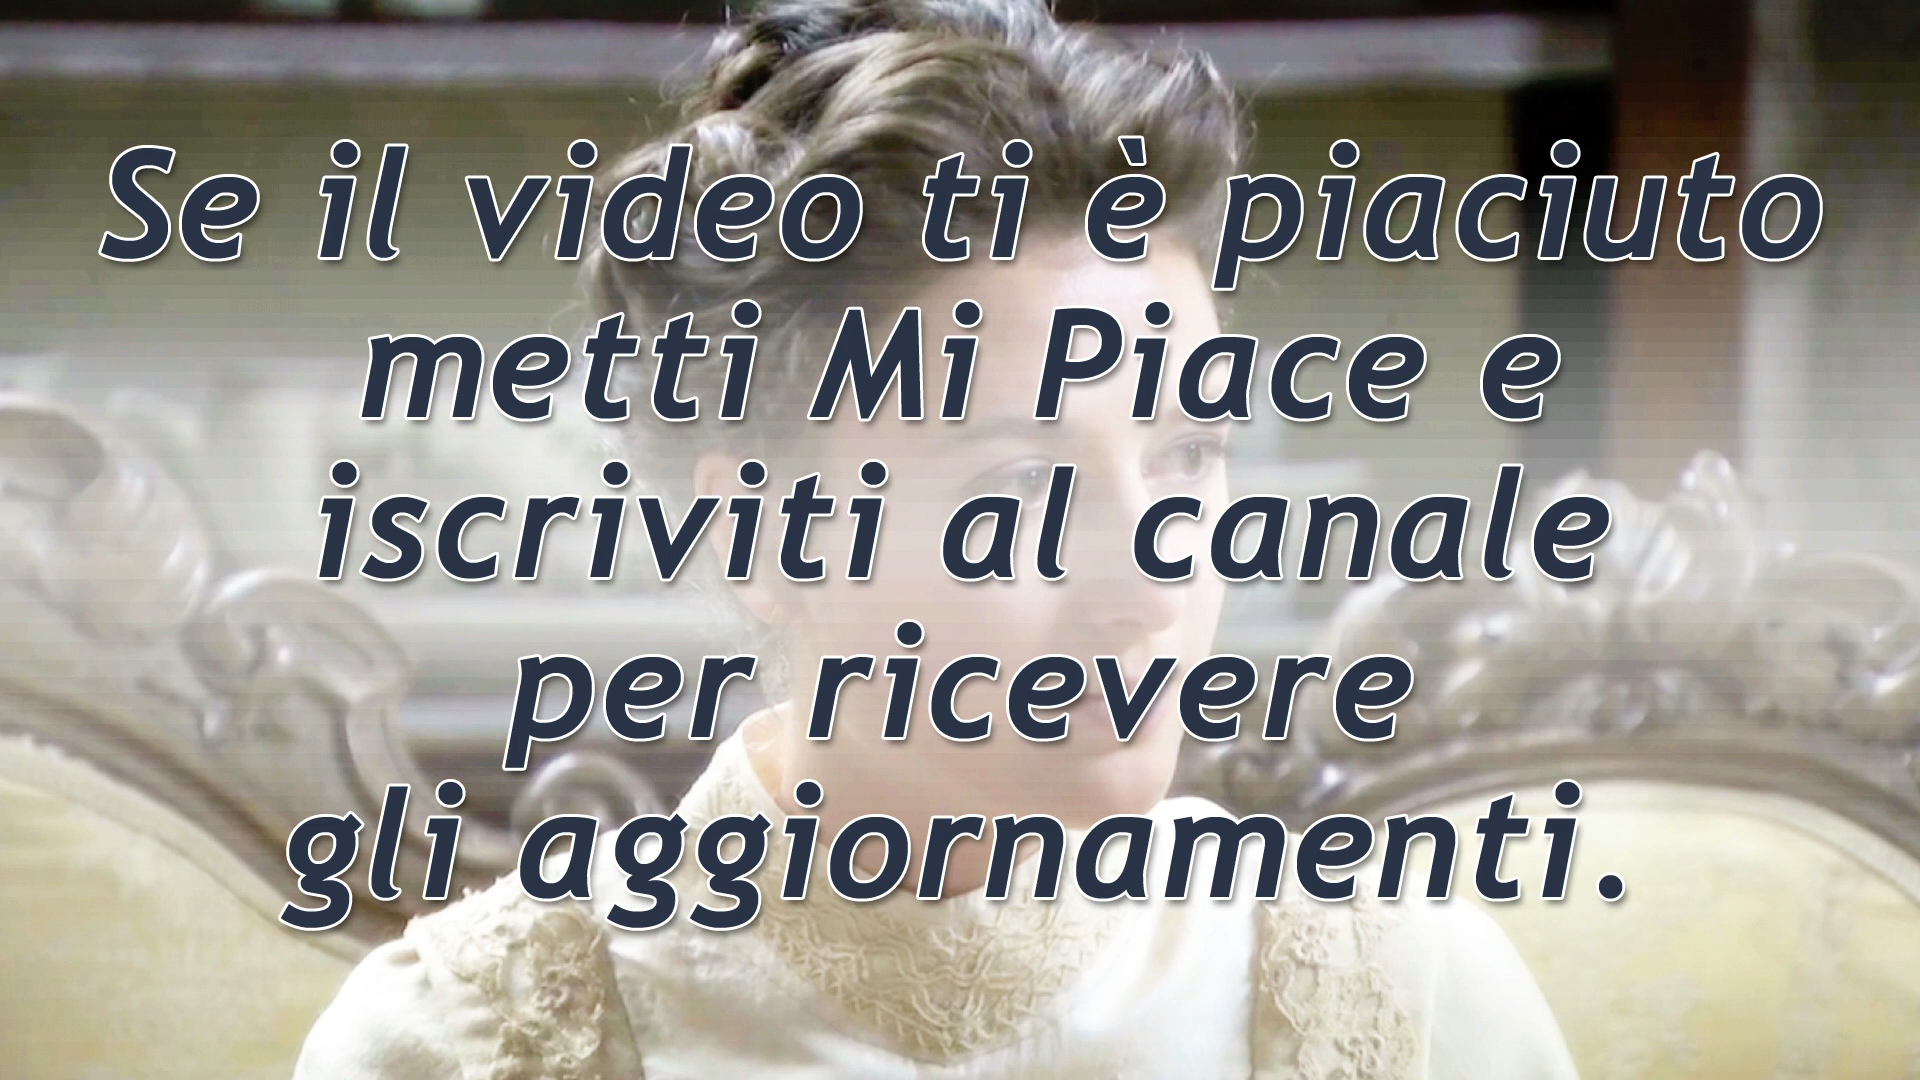 Se il video ti è piaciuto
metti Mi Piace e
iscriviti al canale
per ricevere
gli aggiornamenti.